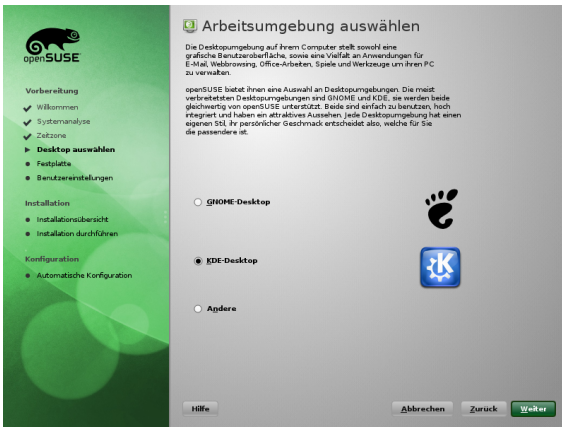 openSUSE
Vorbereitung
Willkommen
Systemanalyse
Zeitzone
Desktop auswählen
Festplatte
Benutzereinstellungen
Installation
Installationsübersicht
Installation durchführen
Konfiguration
Automatische Konfiguration
Arbeitsumgebung auswählen
Die Desktopumgebung auf ihrem Computer stellt sowohl eine
grafische Benutzeroberfläche, sowie eine Vielfalt an Anwendungen für
E-Mail, Webbrowsing, Office-Arbeiten, Spiele und Werkzeuge um ihren PC
zu verwalten.
openSUSE bietet ihnen eine Auswahl an Desktopumgebungen. Die meist
verbreitetsten Desktopumgebungen sind GNOME und KDE, sie werden beide
gleichwertig von openSUSE unterstützt. Beide sind einfach zu benutzen, hoch
integriert und haben ein attraktives Aussehen. Jede Desktopumgebung hat einen
eigenen Stil, ihr persönlicher Geschmack entscheidet also, welche für Sie
die passendere ist.
GNOME-Desktop
KDE-Desktop
Andere
Hilfe
Abbrechen
Zurück
Weiter